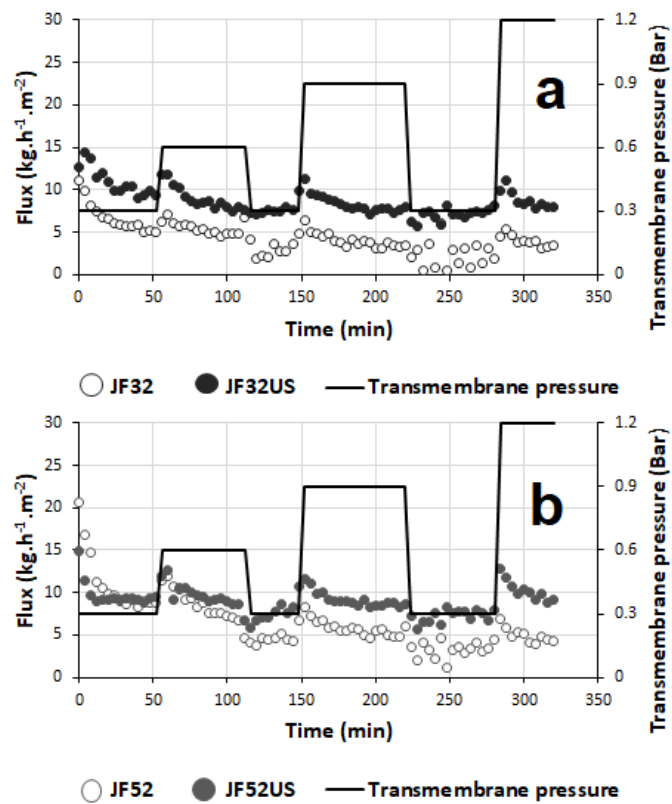 30
25
20
15
10
5
0
Flux (kg.h⁻¹.m⁻²)
a
1.2
0.9
0.6
0.3
0
Transmembrane pressure (Bar)
0 50 100 150 200 250 300 350
Time (min)
JF32 JF32US Transmembrane pressure
30
25
20
15
10
5
0
Flux (kg.h⁻¹.m⁻²)
b
1.2
0.9
0.6
0.3
0
Transmembrane pressure (Bar)
0 50 100 150 200 250 300 350
Time (min)
JF52 JF52US Transmembrane pressure